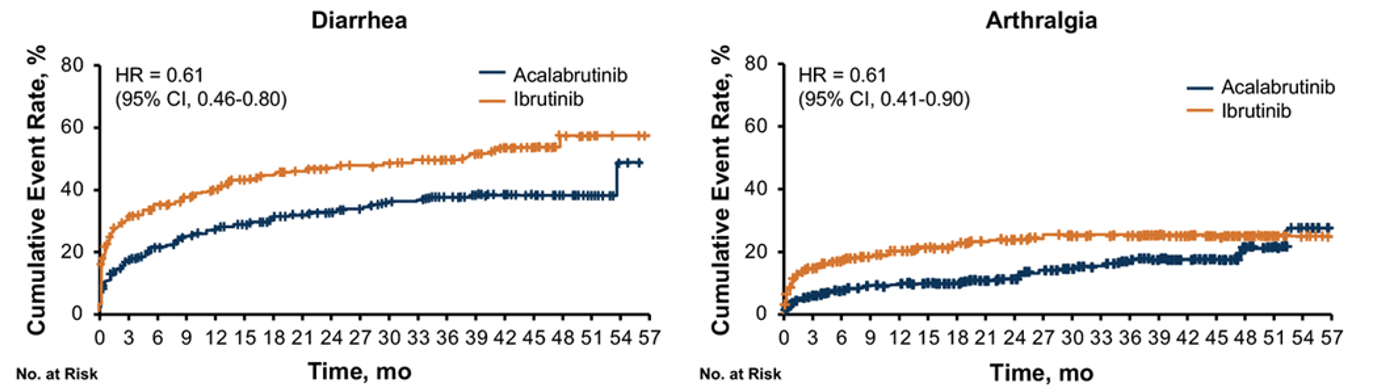 Diarrhea
Cumulative Event Rate, %
80
60
40
20
0
HR = 0.61
(95% CI, 0.46-0.80)
Acalabrutinib
Ibrutinib
0 3 6 9 12 15 18 21 24 27 30 33 36 39 42 45 48 51 54 57
No. at Risk
Time, mo
Arthralgia
Cumulative Event Rate, %
80
60
40
20
0
HR = 0.61
(95% CI, 0.41-0.90)
Acalabrutinib
Ibrutinib
0 3 6 9 12 15 18 21 24 27 30 33 36 39 42 45 48 51 54 57
No. at Risk
Time, mo